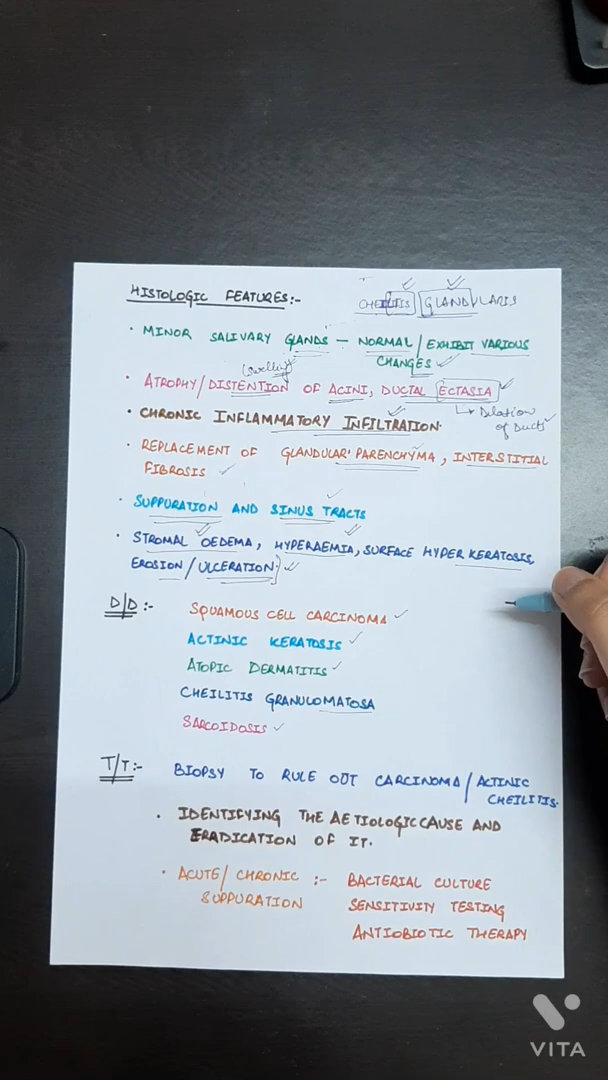 HISTOLOGIC FEATURES:-
CHEILITIS GLANDULARIS
• MINOR SALIVARY GLANDS – NORMAL/EXHIBIT VARIOUS
CHANGES
(swelling)
• ATROPHY/DISTENTION OF ACINI, DUCTAL ECTASIA
Dilation
of Ducts
• CHRONIC INFLAMMATORY INFILTRATION.
• REPLACEMENT OF GLANDULAR PARENCHYMA, INTERSTITIAL
FIBROSIS
• SUPPURATION AND SINUS TRACTS
• STROMAL OEDEMA, HYPERAEMIA, SURFACE HYPER KERATOSIS,
EROSION/ULCERATION.
D/D:- SQUAMOUS CELL CARCINOMA
ACTINIC KERATOSIS
ATOPIC DERMATITIS
CHEILITIS GRANULOMATOSA
SARCOIDOSIS
T/T:- BIOPSY TO RULE OUT CARCINOMA/ACTINIC
CHEILITIS.
• IDENTIFYING THE AETIOLOGIC CAUSE AND
ERADICATION OF IT.
• ACUTE/CHRONIC :- BACTERIAL CULTURE
SUPPURATION SENSITIVITY TESTING
ANTIOBIOTIC THERAPY
VITA